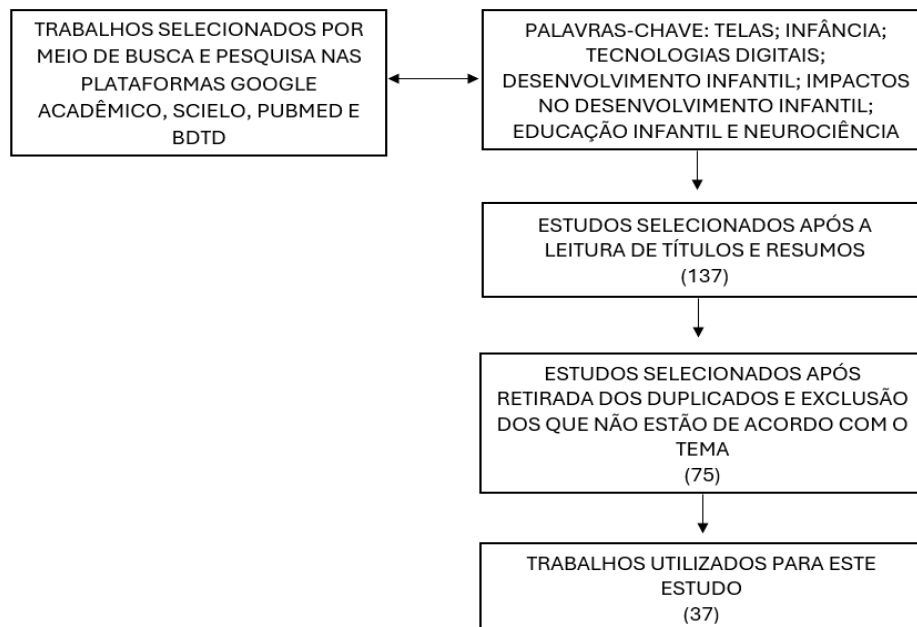 TRABALHOS SELECIONADOS POR
MEIO DE BUSCA E PESQUISA NAS
PLATAFORMAS GOOGLE
ACADÊMICO, SCIELO, PUBMED E
BDTD
PALAVRAS-CHAVE: TELAS; INFÂNCIA;
TECNOLOGIAS DIGITAIS;
DESENVOLVIMENTO INFANTIL; IMPACTOS
NO DESENVOLVIMENTO INFANTIL;
EDUCAÇÃO INFANTIL E NEUROCIÊNCIA
ESTUDOS SELECIONADOS APÓS A
LEITURA DE TÍTULOS E RESUMOS
(137)
ESTUDOS SELECIONADOS APÓS
RETIRADA DOS DUPLICADOS E EXCLUSÃO
DOS QUE NÃO ESTÃO DE ACORDO COM O
TEMA
(75)
TRABALHOS UTILIZADOS PARA ESTE
ESTUDO
(37)